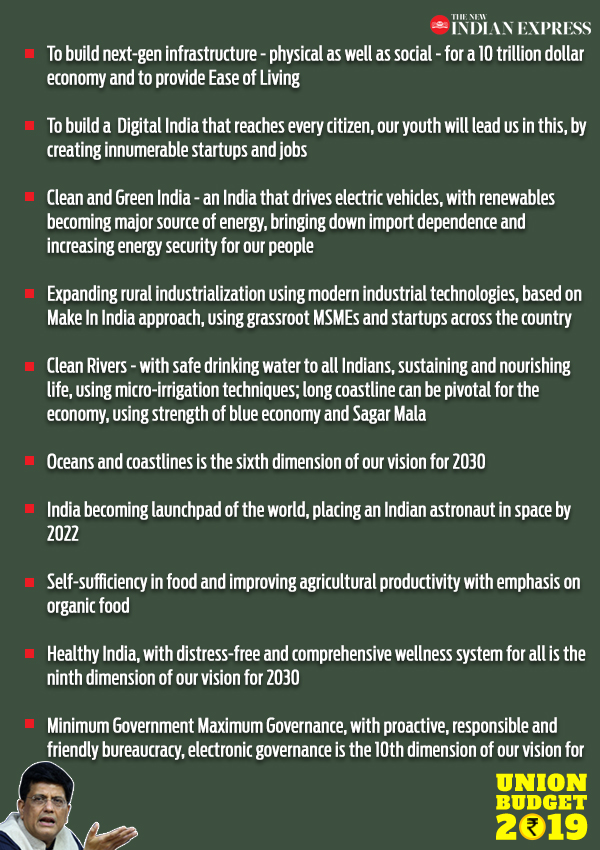 THE NEW
INDIAN EXPRESS
To build next-gen infrastructure - physical as well as social - for a 10 trillion dollar
economy and to provide Ease of Living
To build a Digital India that reaches every citizen, our youth will lead us in this, by
creating innumerable startups and jobs
Clean and Green India - an India that drives electric vehicles, with renewables
becoming major source of energy, bringing down import dependence and
increasing energy security for our people
Expanding rural industrialization using modern industrial technologies, based on
Make In India approach, using grassroot MSMEs and startups across the country
Clean Rivers - with safe drinking water to all Indians, sustaining and nourishing
life, using micro-irrigation techniques; long coastline can be pivotal for the
economy, using strength of blue economy and Sagar Mala
Oceans and coastlines is the sixth dimension of our vision for 2030
India becoming launchpad of the world, placing an Indian astronaut in space by
2022
Self-sufficiency in food and improving agricultural productivity with emphasis on
organic food
Healthy India, with distress-free and comprehensive wellness system for all is the
ninth dimension of our vision for 2030
Minimum Government Maximum Governance, with proactive, responsible and
friendly bureaucracy, electronic governance is the 10th dimension of our vision for
UNION
BUDGET
2₹19